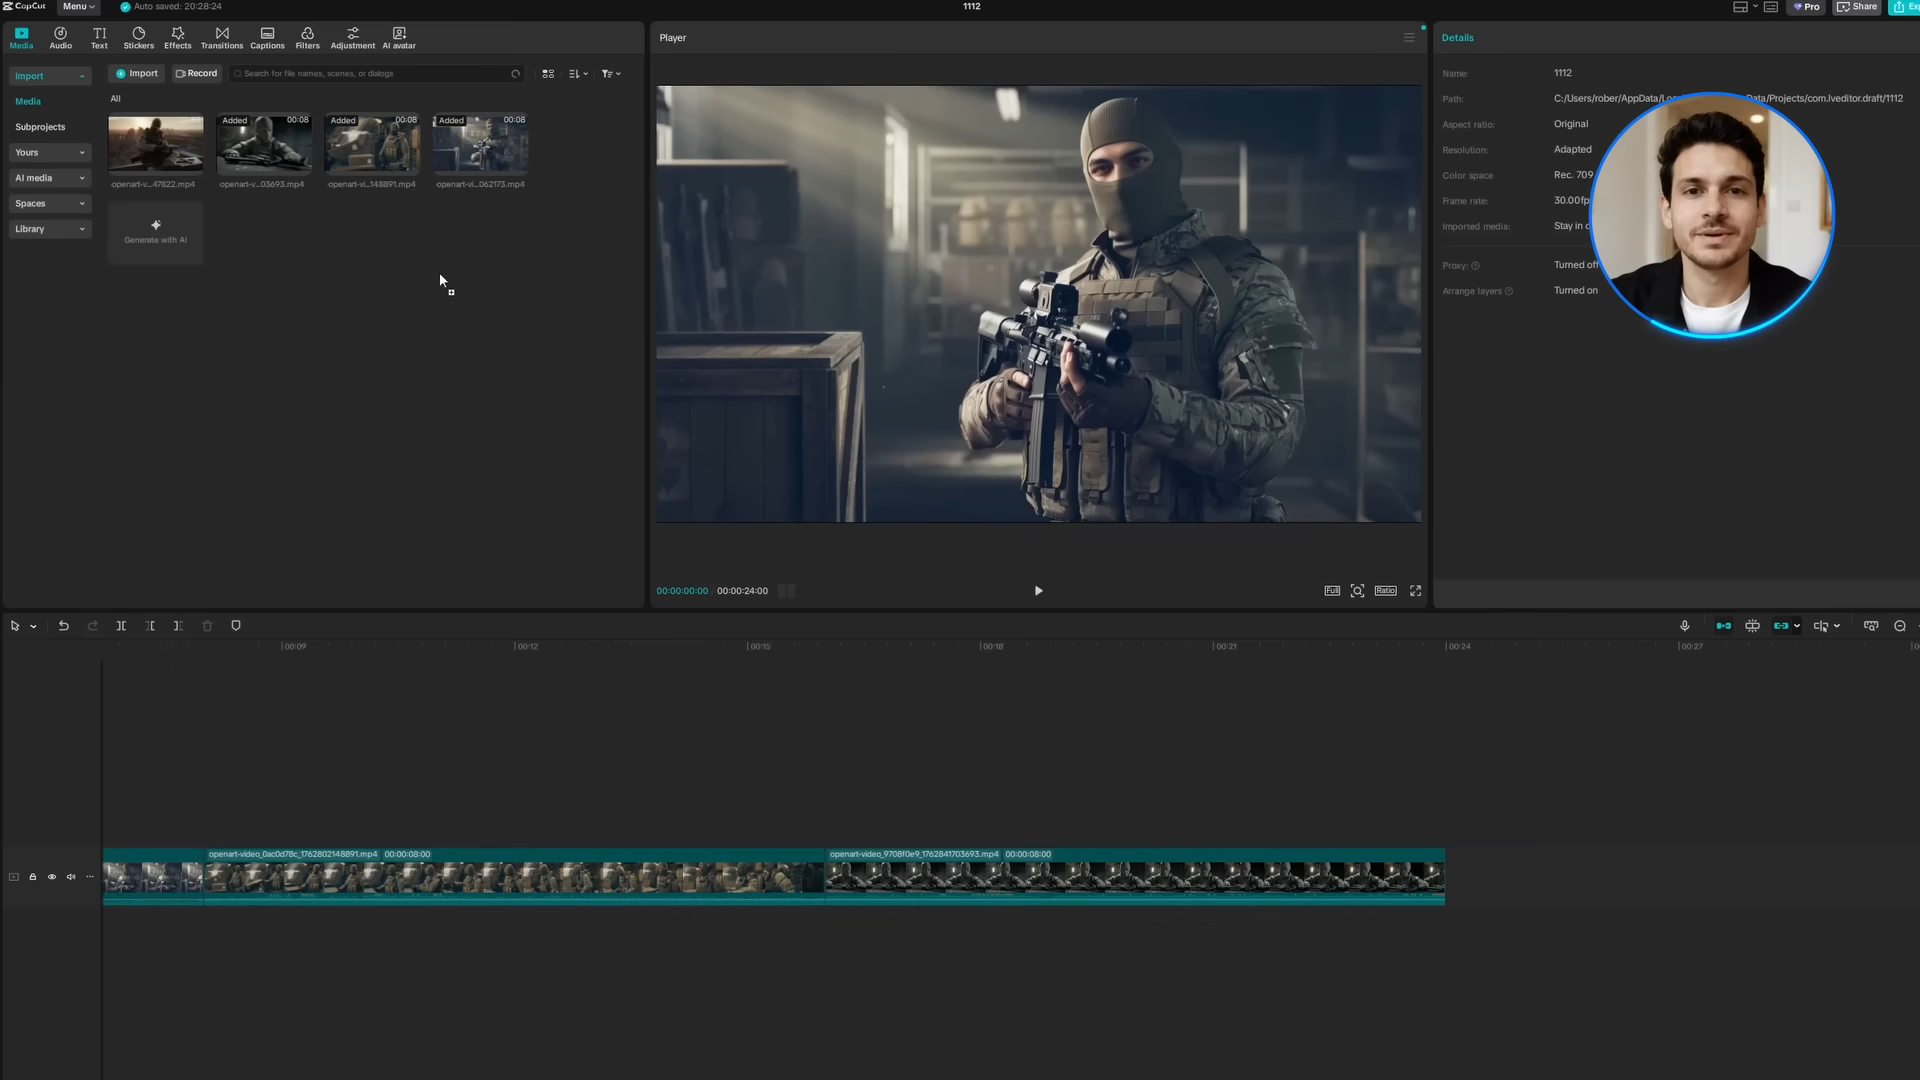 CapCut
Menu
Auto saved: 20:28:24
1112
Pro
Share
Media
Audio
Text
Stickers
Effects
Transitions
Captions
Filters
Adjustment
AI avatar
Import
Media
Subprojects
Yours
AI media
Spaces
Library
Import
Record
Search for file names, scenes, or dialogs
All
openart-v...47822.mp4
Added
00:08
openart-v...03693.mp4
Added
00:08
openart-vi...148891.mp4
Added
00:08
openart-vi...062173.mp4
Generate with AI
Player
00:00:00:00
00:00:24:00
Full
Ratio
Details
Name:
1112
Path:
C:/Users/rober/AppData/Loc
Data/Projects/com.lveditor.draft/1112
Aspect ratio:
Original
Resolution:
Adapted
Color space
Rec. 709
Frame rate:
30.00fp
Imported media:
Stay in
Proxy:
Turned off
Arrange layers
Turned on
00:09
00:12
00:15
00:18
00:21
00:24
00:27
openart-video_0ac0d78c_1762802148891.mp4 00:00:08:00
openart-video_9708f0e9_1762841703693.mp4 00:00:08:00